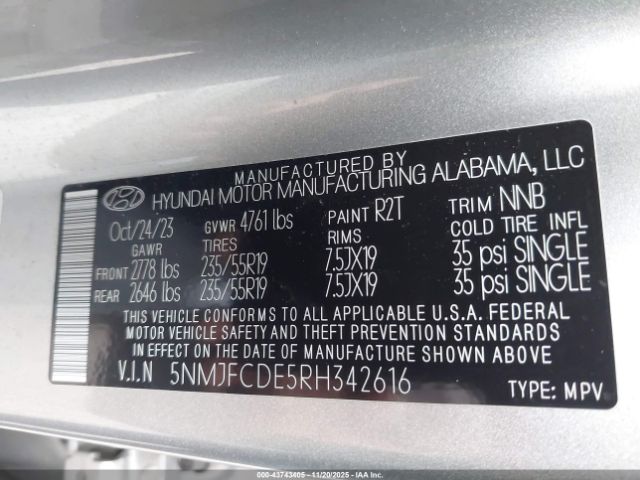 MANUFACTURED BY
HYUNDAI MOTOR MANUFACTURING ALABAMA, LLC
Oct/24/23 GVWR 4761 lbs PAINT R2T TRIM NNB
GAWR TIRES RIMS COLD TIRE INFL
FRONT 2778 lbs 235/55R19 7.5JX19 35 psi SINGLE
REAR 2646 lbs 235/55R19 7.5JX19 35 psi SINGLE
THIS VEHICLE CONFORMS TO ALL APPLICABLE U.S.A. FEDERAL
MOTOR VEHICLE SAFETY AND THEFT PREVENTION STANDARDS
IN EFFECT ON THE DATE OF MANUFACTURE SHOWN ABOVE.
V.I.N 5NMJFCDE5RH342616 TYPE: MPV
000-43743405 - 11/20/2025 - IAAI.COM